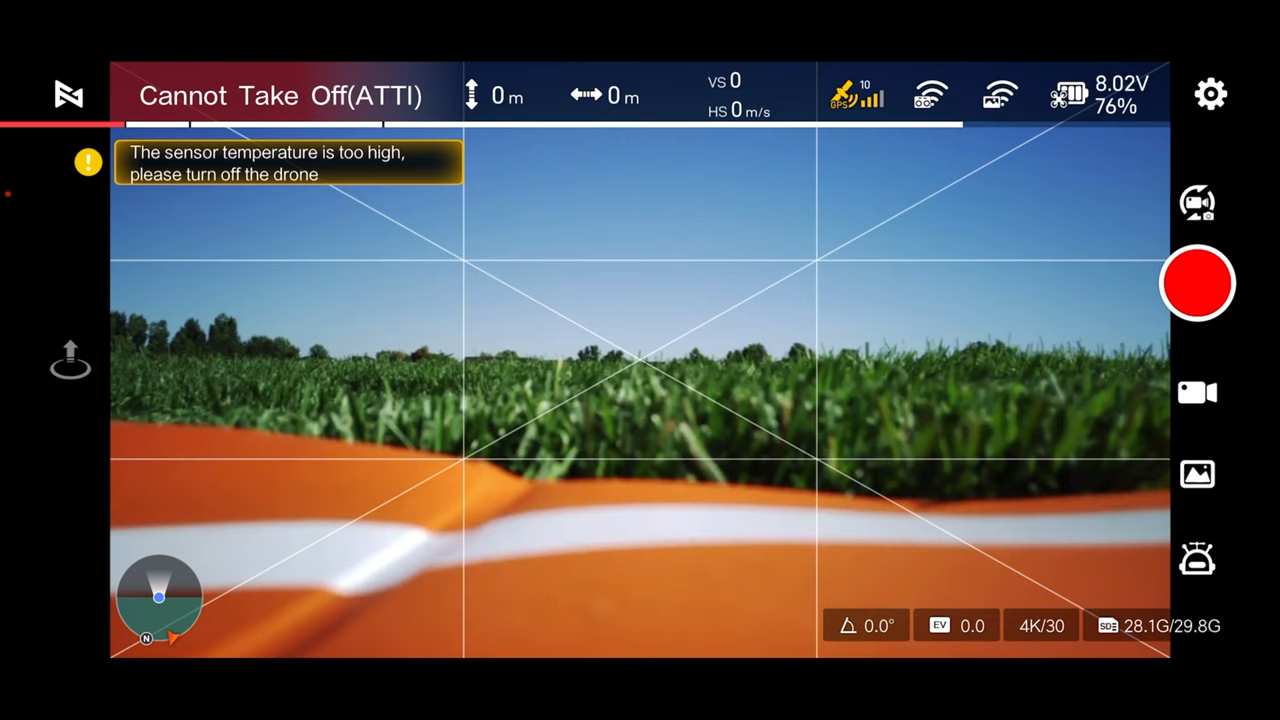 Cannot Take Off(ATTI)
0 m
0 m
VS 0
HS 0 m/s
GPS
10
8.02V
76%
The sensor temperature is too high,
please turn off the drone
N
0.0°
EV 0.0
4K/30
SD 28.1G/29.8G